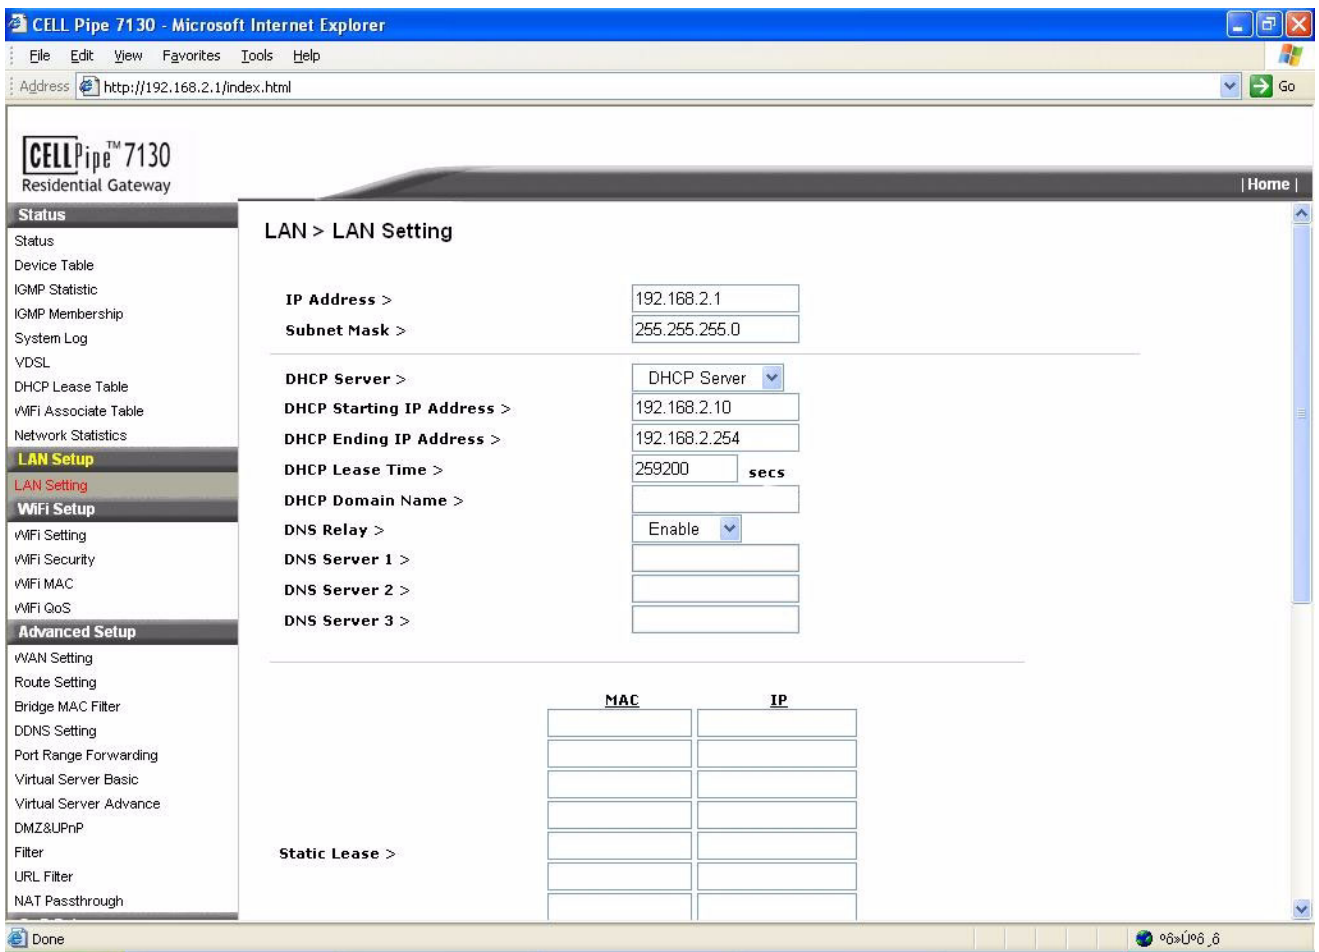 CELL Pipe 7130 - Microsoft Internet Explorer
File Edit View Favorites Tools Help
Address http://192.168.2.1/index.html Go
CELLPipe™ 7130
Residential Gateway
| Home |
Status
Status
Device Table
IGMP Statistic
IGMP Membership
System Log
VDSL
DHCP Lease Table
WiFi Associate Table
Network Statistics
LAN Setup
LAN Setting
WiFi Setup
WiFi Setting
WiFi Security
WiFi MAC
WiFi QoS
Advanced Setup
WAN Setting
Route Setting
Bridge MAC Filter
DDNS Setting
Port Range Forwarding
Virtual Server Basic
Virtual Server Advance
DMZ&UPnP
Filter
URL Filter
NAT Passthrough
LAN > LAN Setting
IP Address > 192.168.2.1
Subnet Mask > 255.255.255.0
DHCP Server > DHCP Server
DHCP Starting IP Address > 192.168.2.10
DHCP Ending IP Address > 192.168.2.254
DHCP Lease Time > 259200 secs
DHCP Domain Name >
DNS Relay > Enable
DNS Server 1 >
DNS Server 2 >
DNS Server 3 >
MAC IP
Static Lease >
Done